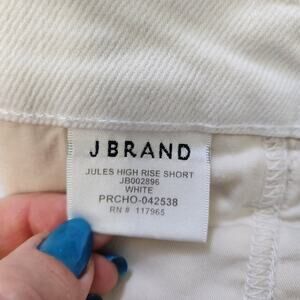 J BRAND
JULES HIGH RISE SHORT
JB002896
WHITE
PRCHO-042538
RN # 117965